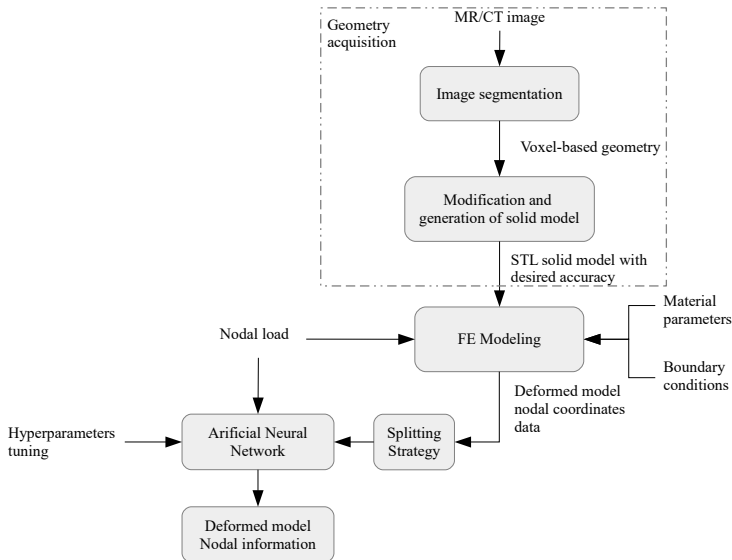 Geometry
acquisition
MR/CT image
Image segmentation
Voxel-based geometry
Modification and
generation of solid model
STL solid model with
desired accuracy
Material
parameters
Nodal load
FE Modeling
Boundary
conditions
Deformed model
nodal coordinates
data
Hyperparameters
tuning
Arificial Neural
Network
Splitting
Strategy
Deformed model
Nodal information